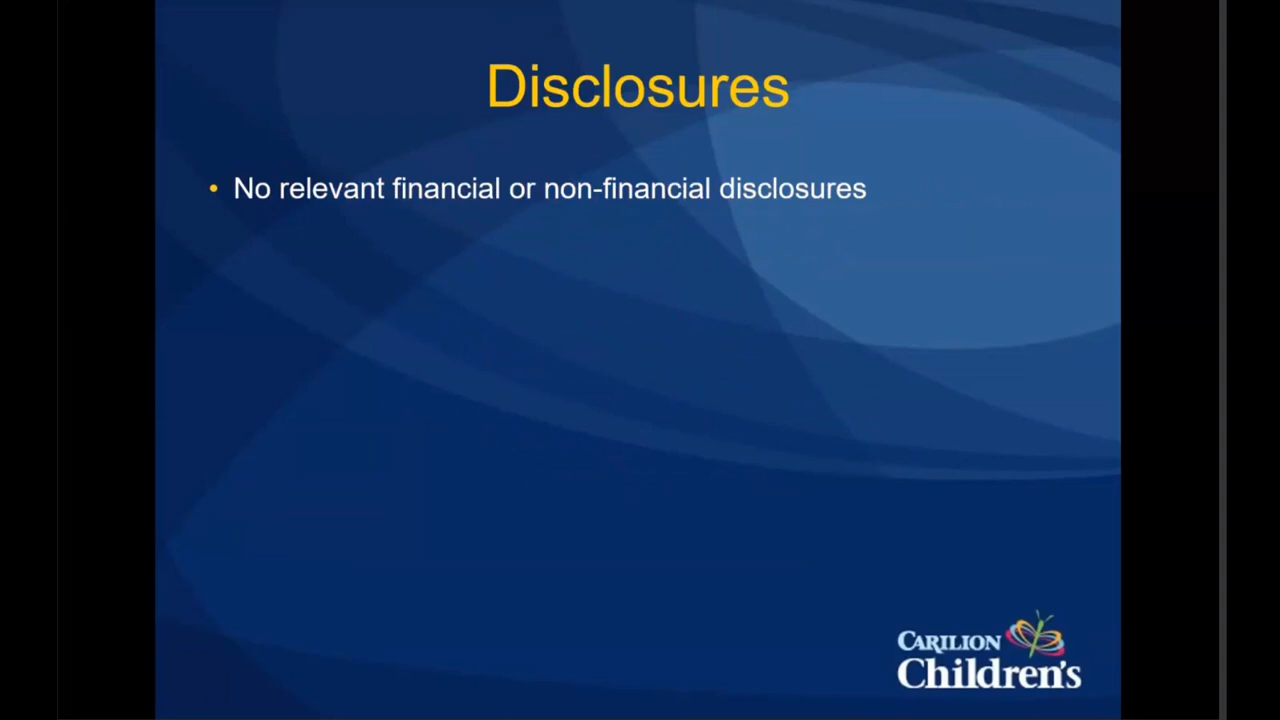 Disclosures
• No relevant financial or non-financial disclosures
CARILION
Children's